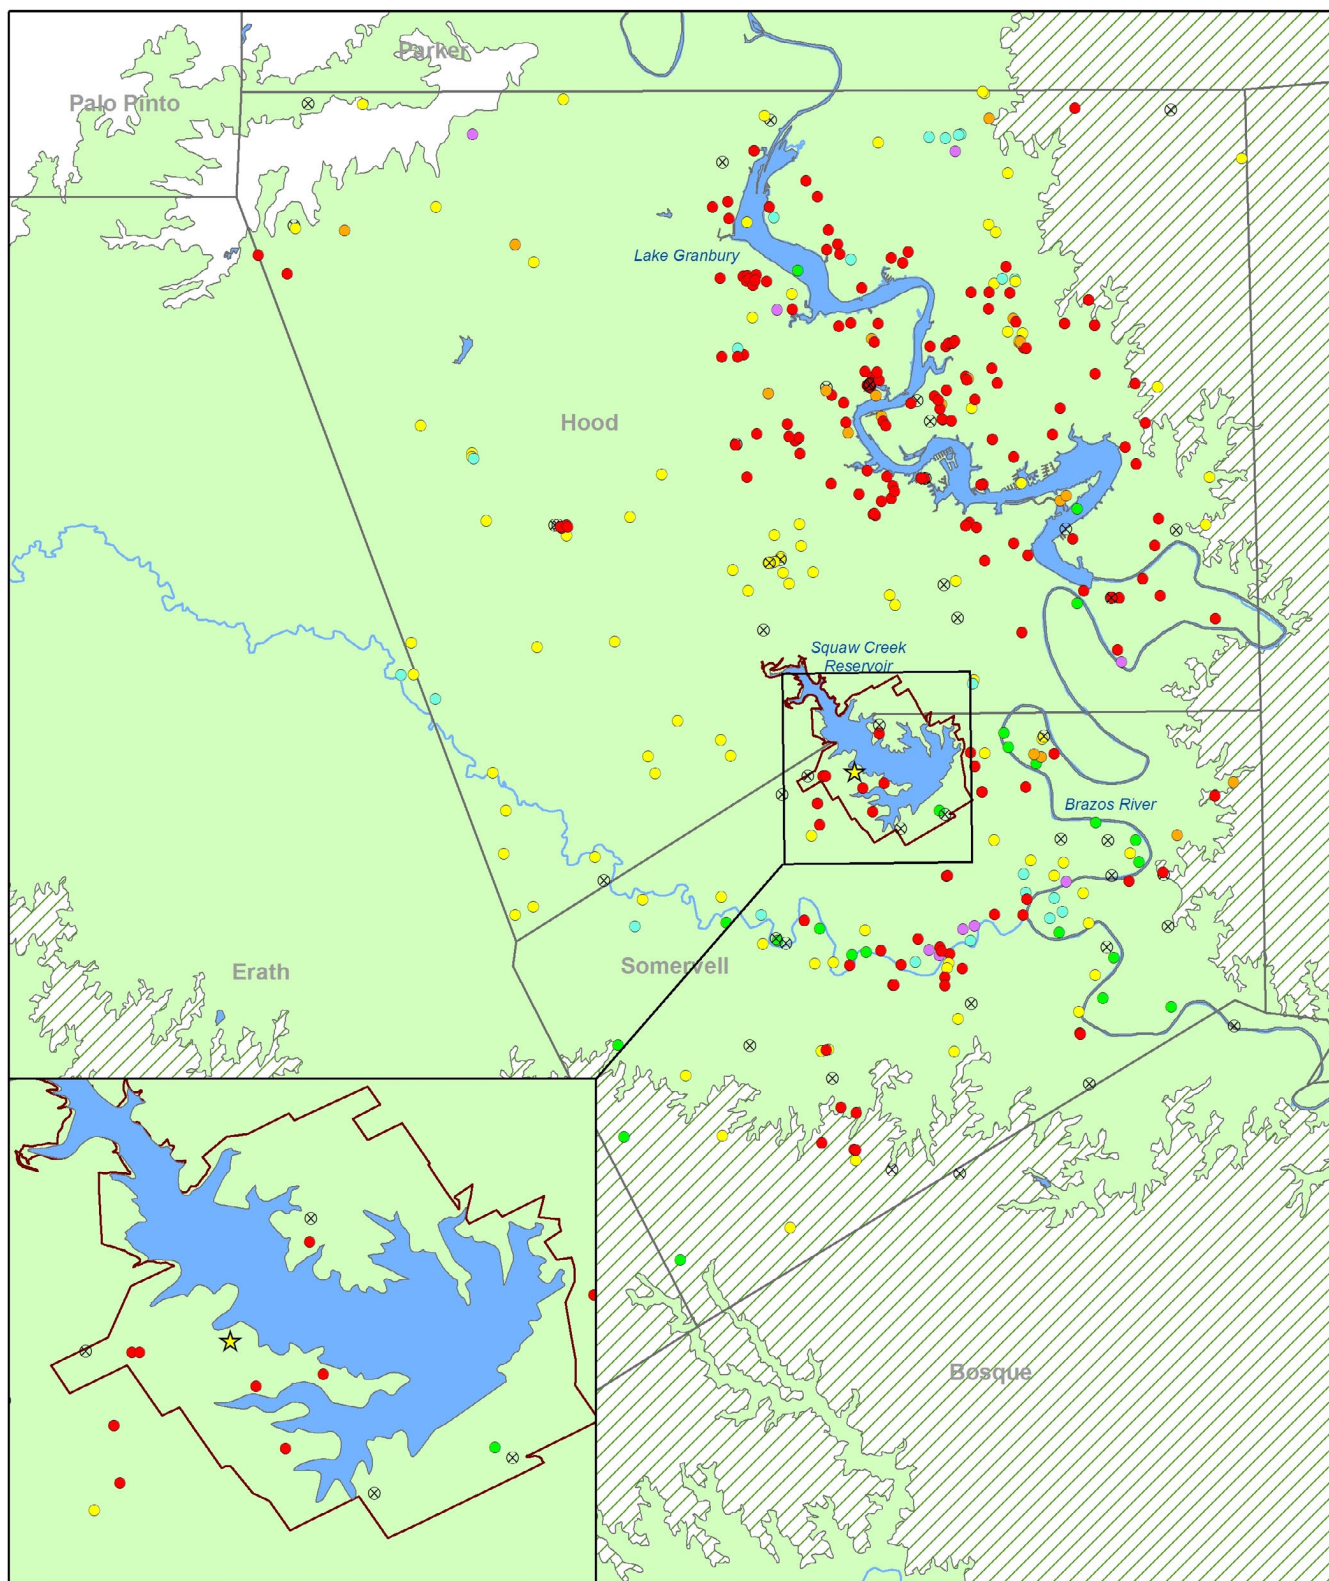 Parker
Palo Pinto
Lake Granbury
Hood
Squaw Creek
Reservoir
Brazos River
Erath
Somervell
Bosque